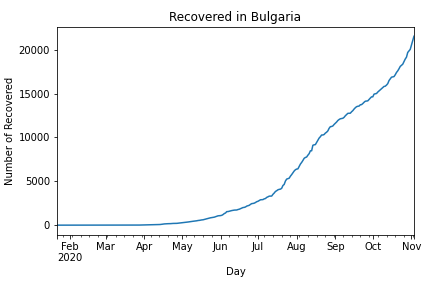 Recovered in Bulgaria
Number of Recovered
20000
15000
10000
5000
0
Feb Mar Apr May Jun Jul Aug Sep Oct Nov
2020
Day